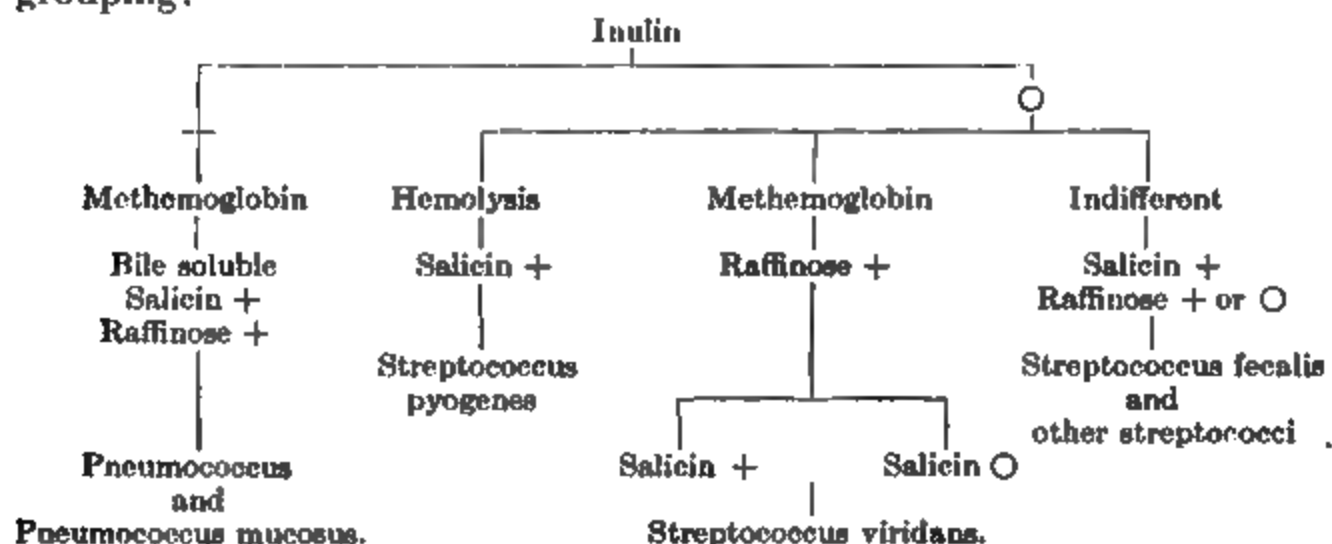 grouping:
Inulin
○
+
Methemoglobin Hemolysis Methemoglobin Indifferent
Bile soluble Salicin + Raffinose + Salicin +
Salicin + Raffinose + or ○
Raffinose +
Streptococcus Streptococcus fecalis
pyogenes and
other streptococci
Pneumococcus Salicin + Salicin ○
and
Pneumococcus mucosus. Streptococcus viridans.